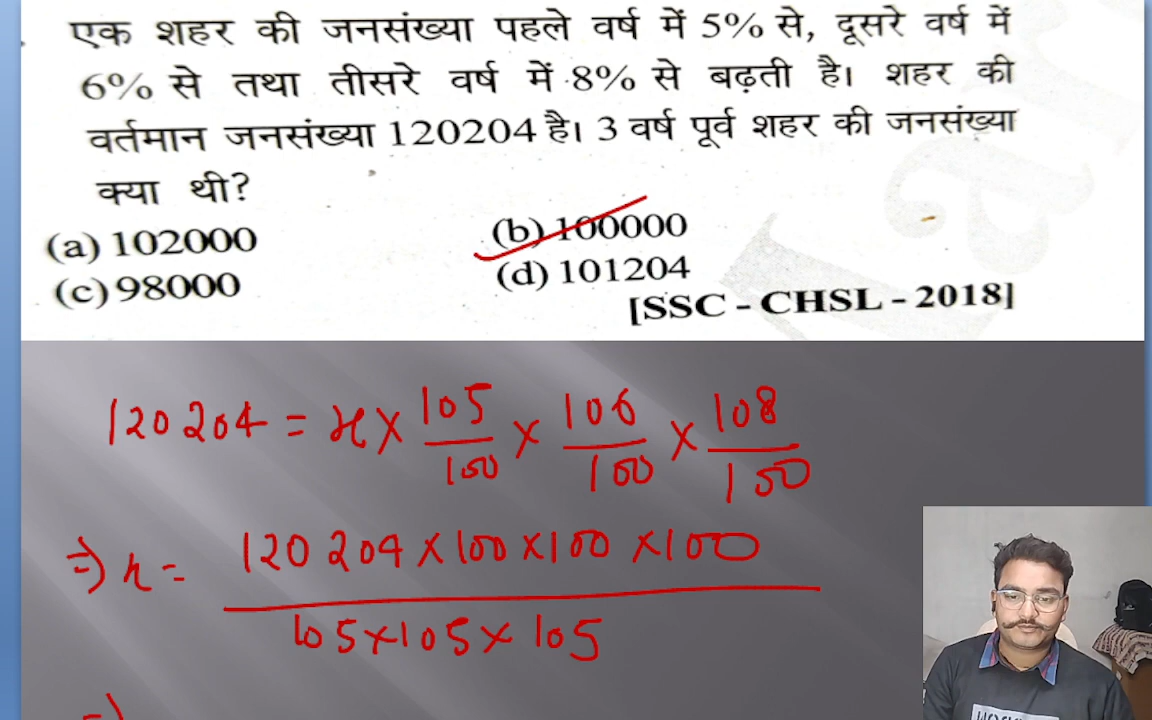 एक शहर की जनसंख्या पहले वर्ष में 5% से, दूसरे वर्ष में
6% से तथा तीसरे वर्ष में 8% से बढ़ती है। शहर की
वर्तमान जनसंख्या 120204 है। 3 वर्ष पूर्व शहर की जनसंख्या
क्या थी?
(a) 102000 (b) 100000
(c) 98000 (d) 101204
[SSC - CHSL - 2018]
120204 = x × 105/100 × 106/100 × 108/100
⇒ x = 120204 × 100 × 100 × 100
105 × 105 × 105
⇒